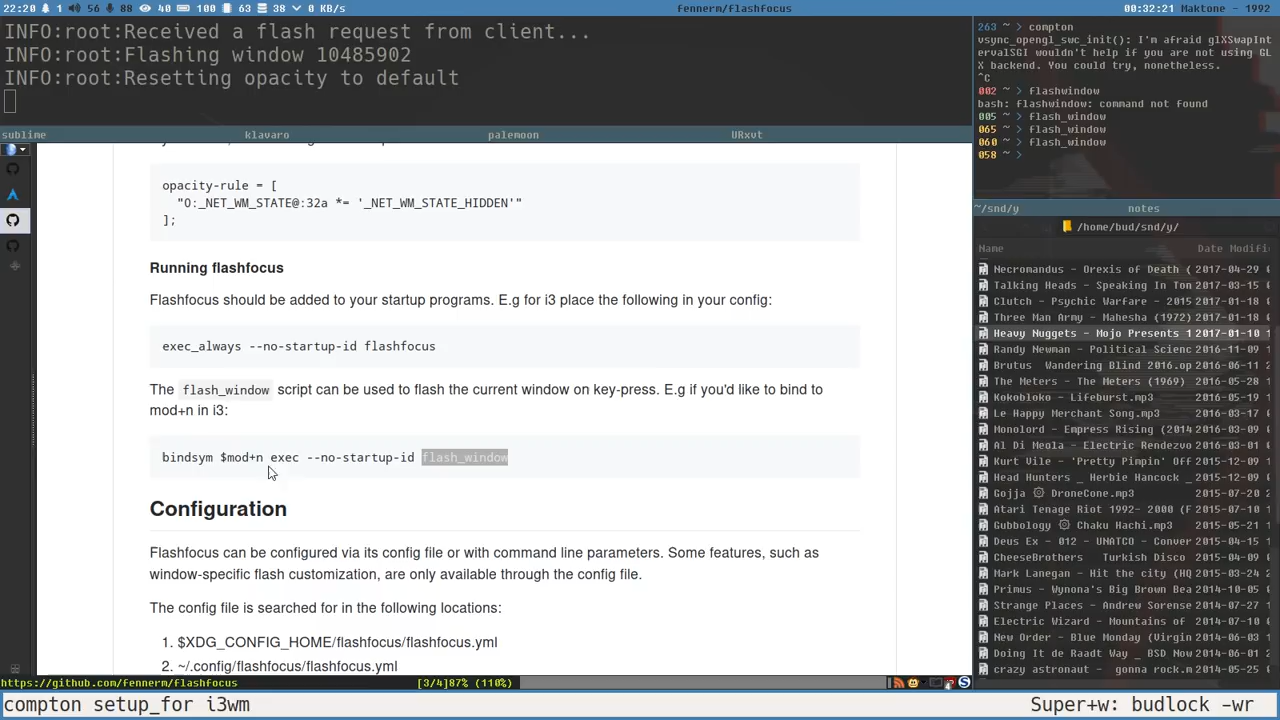 22:20 1 56 88 40 100 63 38 0 KB/s
fennerm/flashfocus
00:32:21 Maktone - 1992
INFO:root:Received a flash request from client...
INFO:root:Flashing window 10485902
INFO:root:Resetting opacity to default
sublime klavaro palemoon URxvt
opacity-rule = [
"0:_NET_WM_STATE@:32a *= '_NET_WM_STATE_HIDDEN'"
];
Running flashfocus
Flashfocus should be added to your startup programs. E.g for i3 place the following in your config:
exec_always --no-startup-id flashfocus
The flash_window script can be used to flash the current window on key-press. E.g if you'd like to bind to
mod+n in i3:
bindsym $mod+n exec --no-startup-id flash_window
Configuration
Flashfocus can be configured via its config file or with command line parameters. Some features, such as
window-specific flash customization, are only available through the config file.
The config file is searched for in the following locations:
1. $XDG_CONFIG_HOME/flashfocus/flashfocus.yml
2. ~/.config/flashfocus/flashfocus.yml
https://github.com/fennerm/flashfocus [3/4]87% (110%)
263 ~ > compton
vsync_opengl_swc_init(): I'm afraid glXSwapInt
ervalSGI wouldn't help if you are not using GL
X backend. You could try, nonetheless.
^C
002 ~ > flashwindow
bash: flashwindow: command not found
005 ~ > flash_window
065 ~ > flash_window
060 ~ > flash_window
058 ~ >
~/snd/y notes
/home/bud/snd/y/
Name Date Modifi
Necromandus - Orexis of Death ( 2017-04-29
Talking Heads - Speaking In Ton 2017-03-15
Clutch - Psychic Warfare - 2015 2017-01-18
Three Man Army - Mahesha (1972) 2017-01-18
Heavy Nuggets - Mojo Presents 1 2017-01-10
Randy Newman - Political Scienc 2016-11-09
Brutus Wandering Blind 2016.op 2016-06-11
The Meters - The Meters (1969) 2016-05-28
Kokobloko - Lifeburst.mp3 2016-05-19
Le Happy Merchant Song.mp3 2016-03-17
Monolord - Empress Rising (2014 2016-03-08
Al Di Meola - Electric Rendezvo 2016-03-01
Kurt Vile - 'Pretty Pimpin' Off 2015-12-09
Head Hunters _ Herbie Hancock _ 2015-09-21
Gojja ۞ DroneCone.mp3 2015-07-20
Atari Tenage Riot 1992- 2000 (F 2015-07-10
Gubbology ۞ Chaku Hachi.mp3 2015-05-21
Deus Ex - 012 - UNATCO - Conver 2015-04-16
CheeseBrothers Turkish Disco 2015-04-09
Mark Lanegan - Hit the city (HQ 2015-03-24
Primus - Wynona's Big Brown Bea 2014-09-06
Strange Places - Andrew Sorense 2014-07-27
Electric Wizard - Mountains of 2014-07-10
New Order - Blue Monday (Virgin 2014-06-03
Doing It de Raadt Way _ BSD Now 2014-06-01
crazy astronaut - gonna rock.m 2014-05-25
compton setup_for i3wm
Super+w: budlock -wr